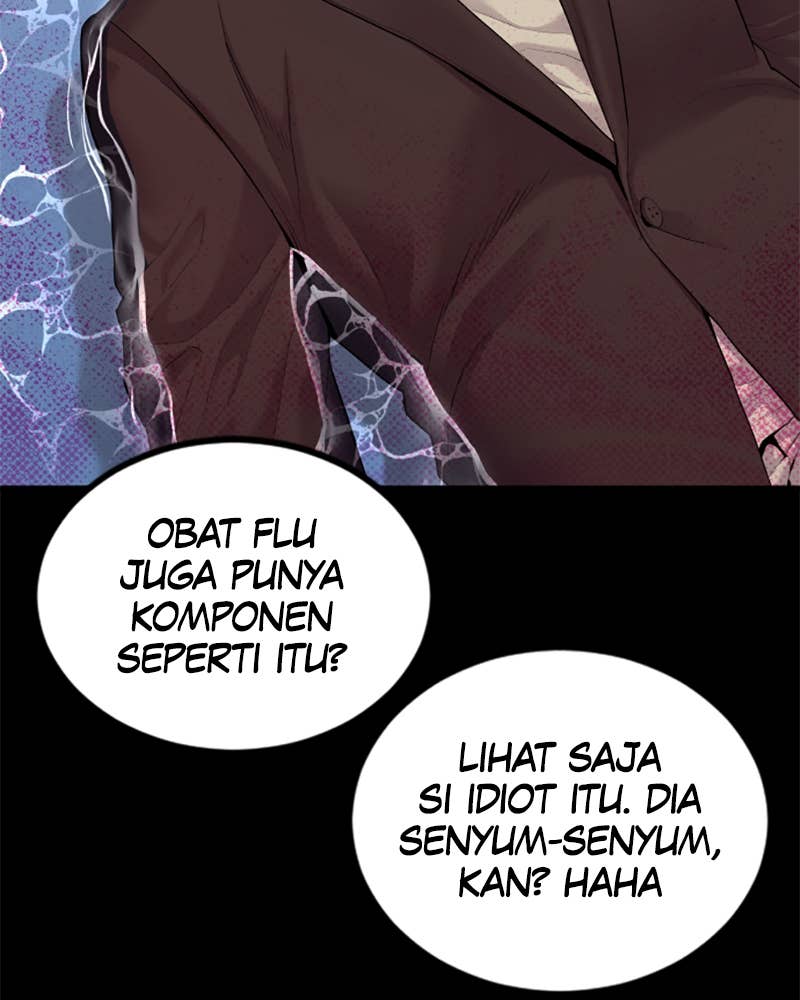 OBAT FLU
JUGA PUNYA
KOMPONEN
SEPERTI ITU?
LIHAT SAJA
SI IDIOT ITU. DIA
SENYUM-SENYUM,
KAN? HAHA